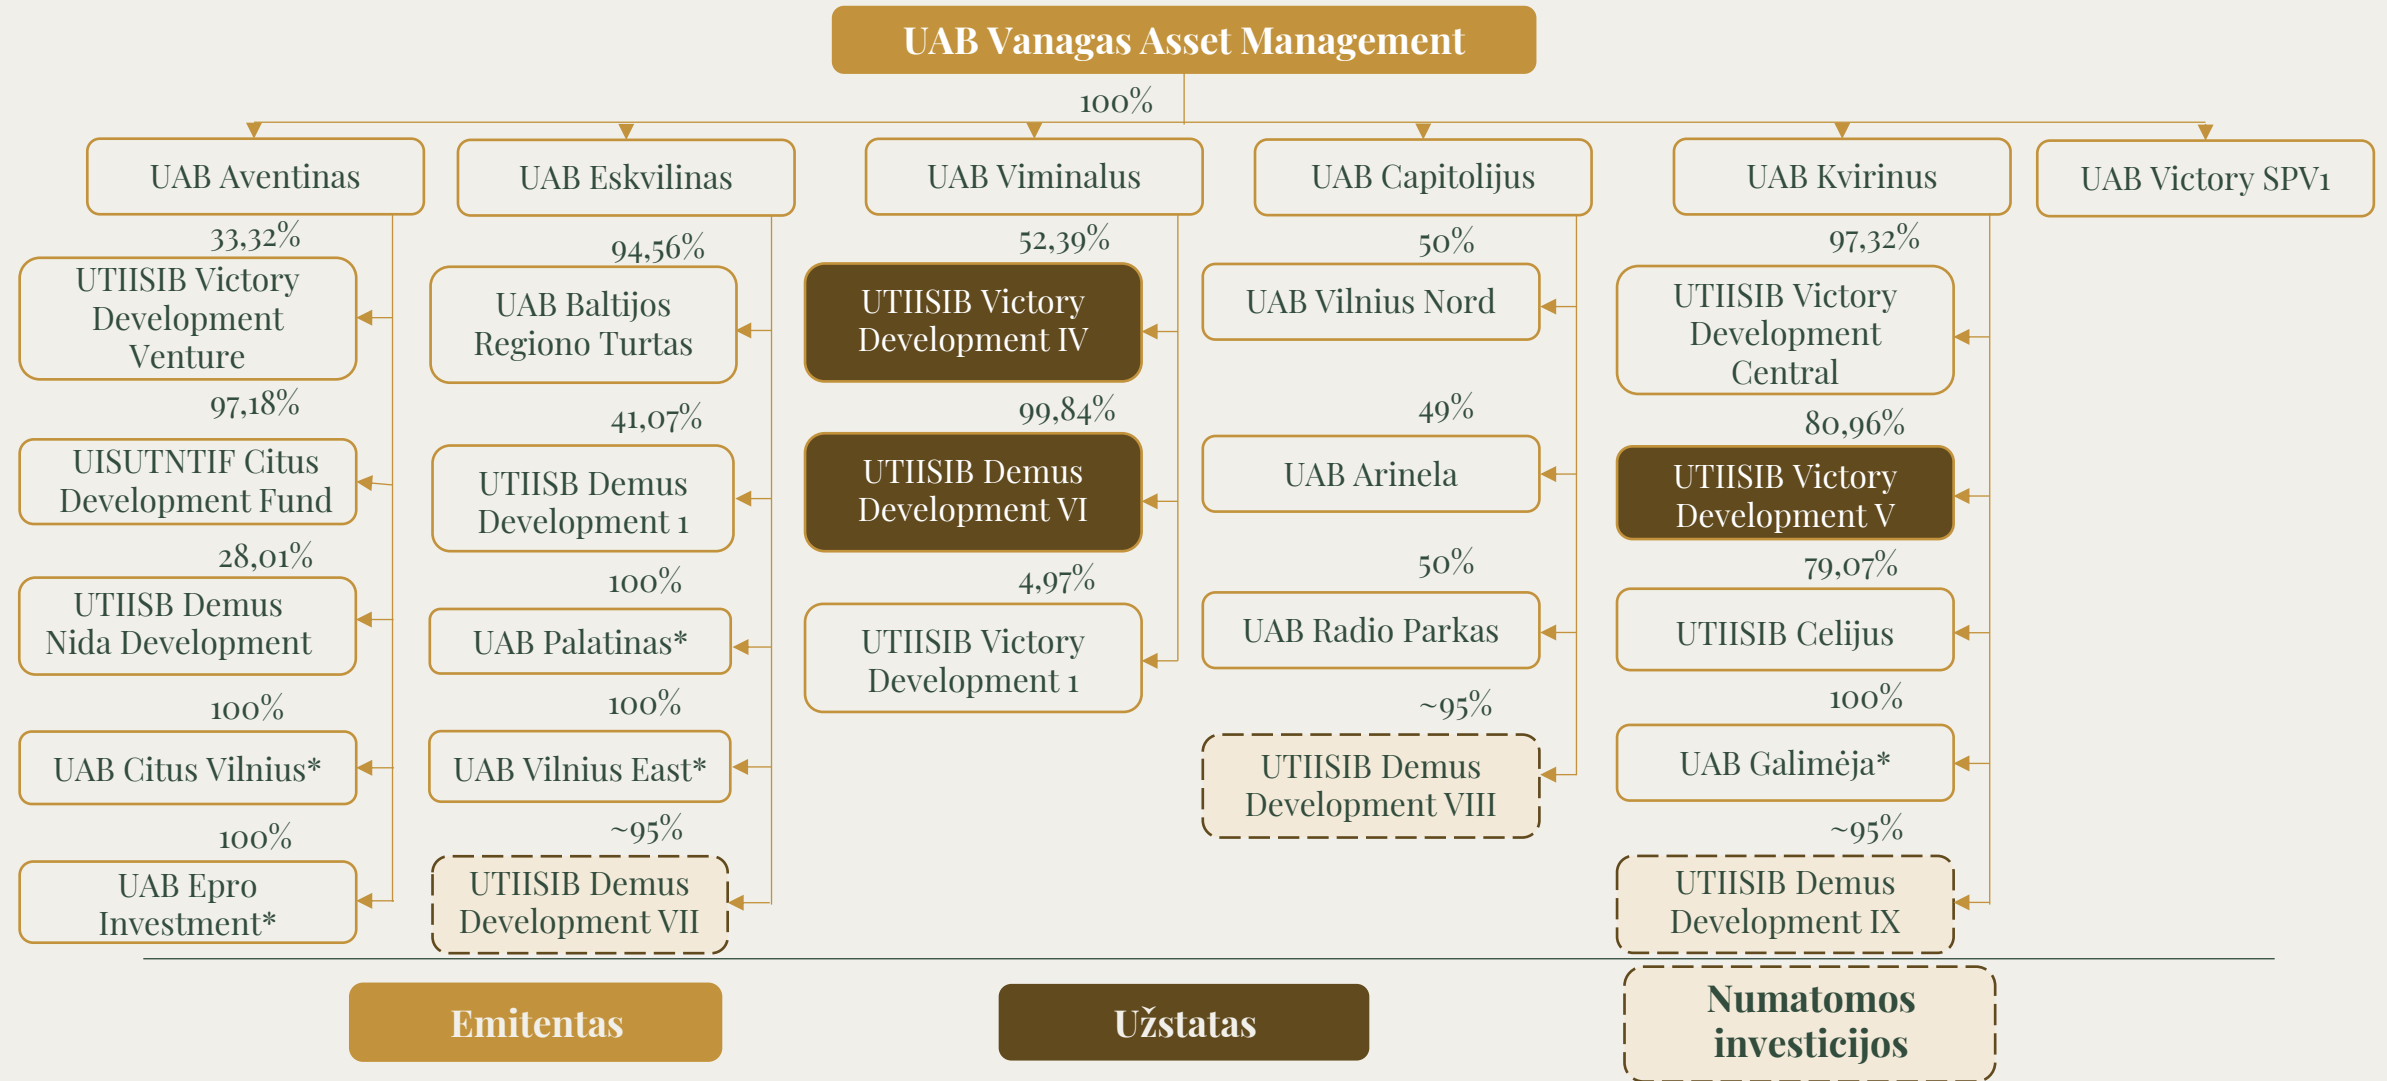 UAB Vanagas Asset Management
100%
UAB Aventinas
33,32%
UTIISIB Victory
Development
Venture
97,18%
UISUTNTIF Citus
Development Fund
28,01%
UTIISB Demus
Nida Development
100%
UAB Citus Vilnius*
100%
UAB Epro
Investment*
UAB Eskvilinas
94,56%
UAB Baltijos
Regiono Turtas
41,07%
UTIISB Demus
Development 1
100%
UAB Palatinas*
100%
UAB Vilnius East*
~95%
UTIISIB Demus
Development VII
UAB Viminalus
52,39%
UTIISIB Victory
Development IV
99,84%
UTIISIB Demus
Development VI
4,97%
UTIISIB Victory
Development 1
UAB Capitolijus
50%
UAB Vilnius Nord
49%
UAB Arinela
50%
UAB Radio Parkas
~95%
UTIISIB Demus
Development VIII
UAB Kvirinus
97,32%
UTIISIB Victory
Development
Central
80,96%
UTIISIB Victory
Development V
79,07%
UTIISIB Celijus
100%
UAB Galimėja*
~95%
UTIISIB Demus
Development IX
UAB Victory SPV1
Emitentas
Užstatas
Numatomos
investicijos